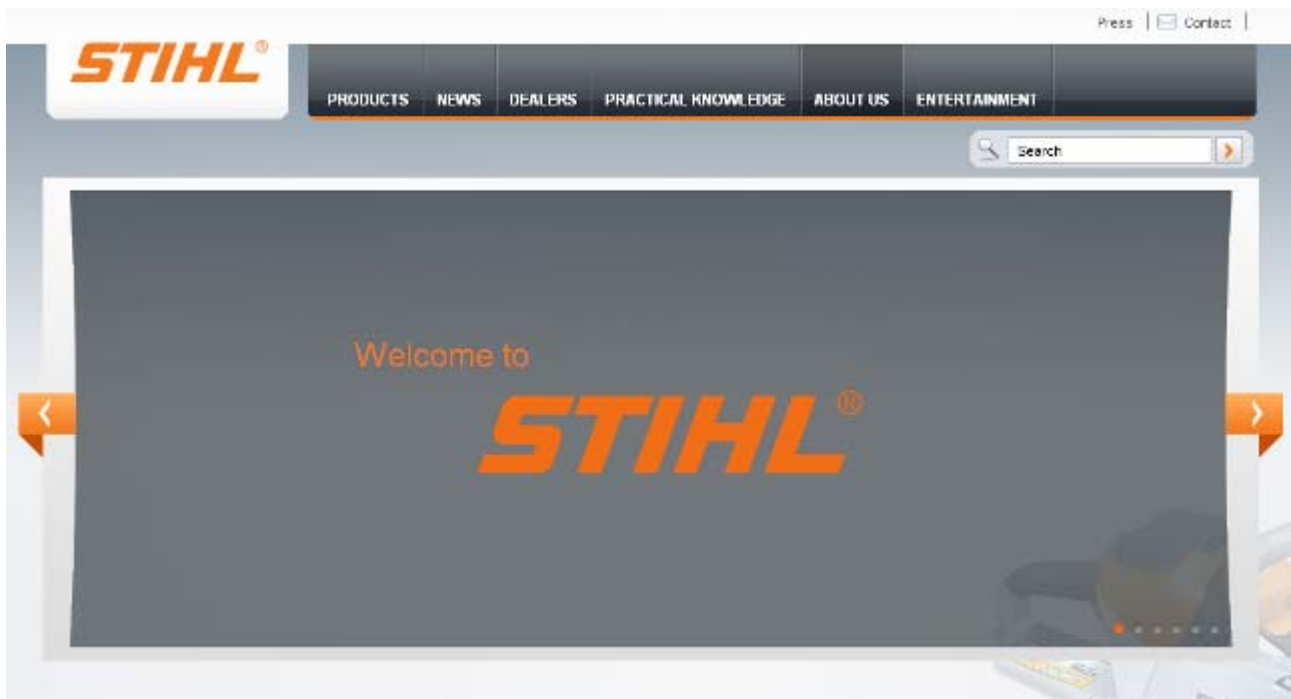 Press Contact
STIHL®
PRODUCTS NEWS DEALERS PRACTICAL KNOWLEDGE ABOUT US ENTERTAINMENT
Search
Welcome to
STIHL®